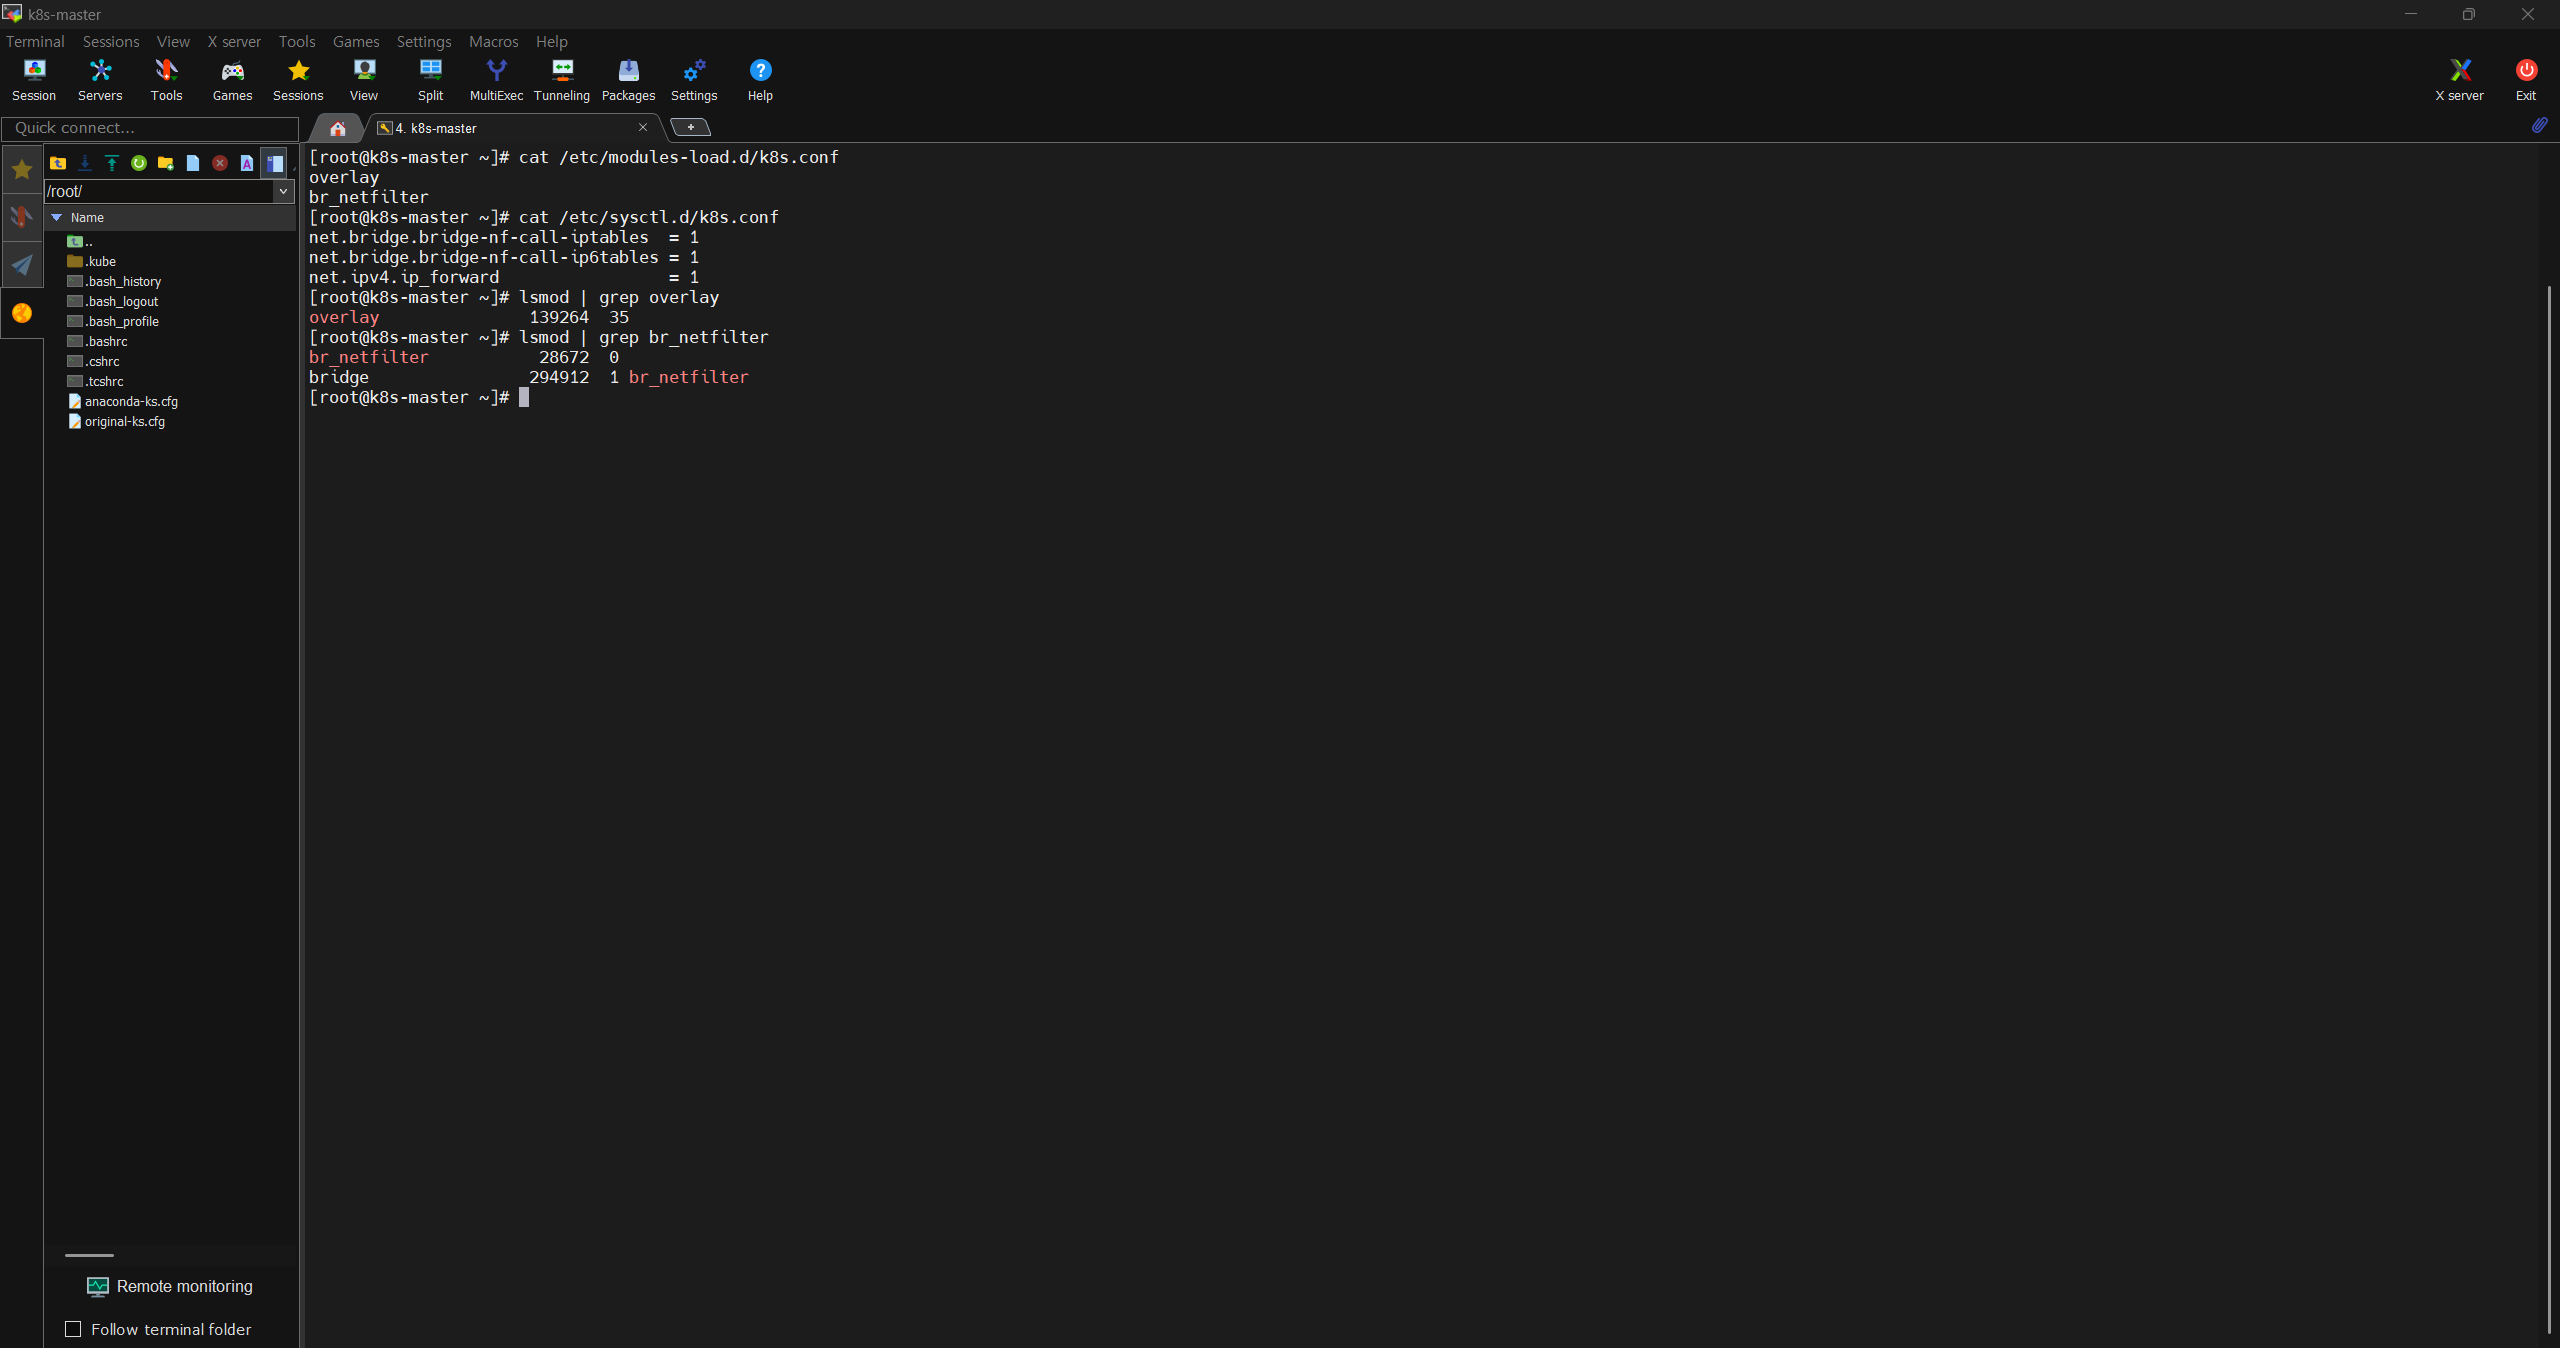 k8s-master
Terminal Sessions View X server Tools Games Settings Macros Help
Session Servers Tools Games Sessions View Split MultiExec Tunneling Packages Settings Help X server Exit
Quick connect...
4. k8s-master
/root/
Name
..
.kube
.bash_history
.bash_logout
.bash_profile
.bashrc
.cshrc
.tcshrc
anaconda-ks.cfg
original-ks.cfg
Remote monitoring
Follow terminal folder
[root@k8s-master ~]# cat /etc/modules-load.d/k8s.conf
overlay
br_netfilter
[root@k8s-master ~]# cat /etc/sysctl.d/k8s.conf
net.bridge.bridge-nf-call-iptables  = 1
net.bridge.bridge-nf-call-ip6tables = 1
net.ipv4.ip_forward                 = 1
[root@k8s-master ~]# lsmod | grep overlay
overlay               139264  35
[root@k8s-master ~]# lsmod | grep br_netfilter
br_netfilter           28672  0
bridge                294912  1 br_netfilter
[root@k8s-master ~]#